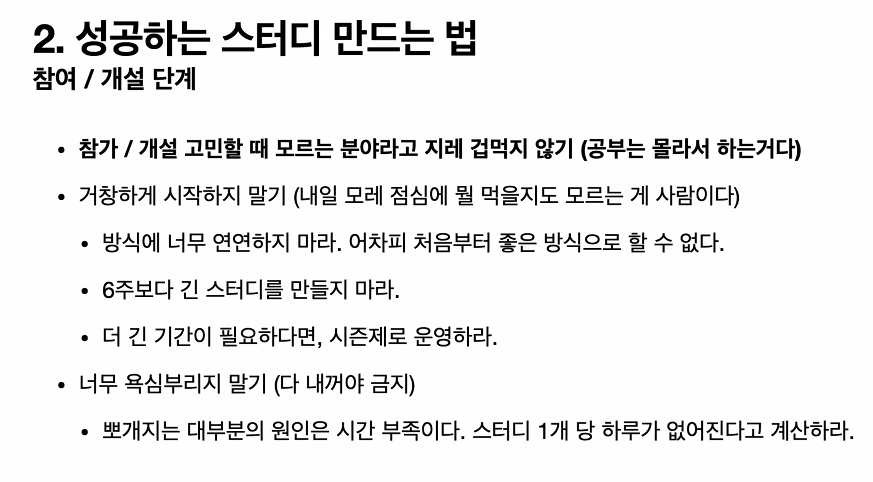 2. 성공하는 스터디 만드는 법
참여 / 개설 단계
• 참가 / 개설 고민할 때 모르는 분야라고 지레 겁먹지 않기 (공부는 몰라서 하는거다)
• 거창하게 시작하지 말기 (내일 모레 점심에 뭘 먹을지도 모르는 게 사람이다)
• 방식에 너무 연연하지 마라. 어차피 처음부터 좋은 방식으로 할 수 없다.
• 6주보다 긴 스터디를 만들지 마라.
• 더 긴 기간이 필요하다면, 시즌제로 운영하라.
• 너무 욕심부리지 말기 (다 내꺼야 금지)
• 뽀개지는 대부분의 원인은 시간 부족이다. 스터디 1개 당 하루가 없어진다고 계산하라.